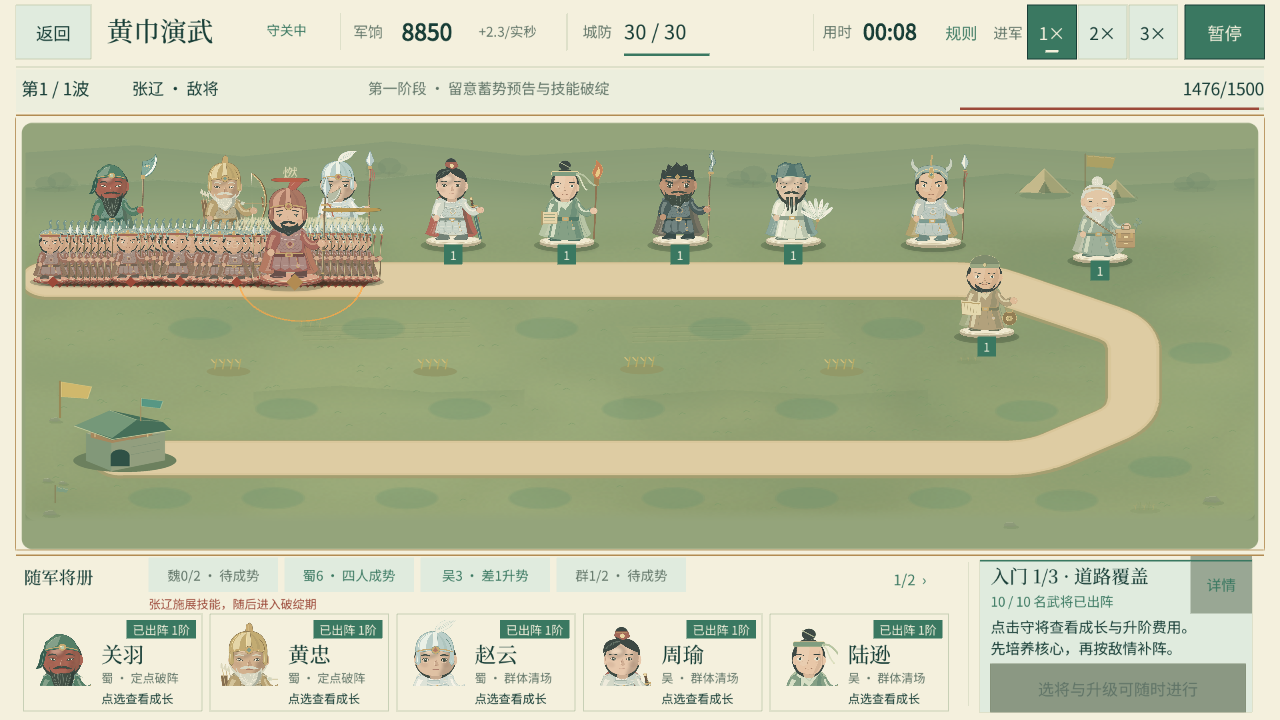 返回
黄巾演武
守关中
军饷 8850 +2.3/实秒
城防 30 / 30
用时 00:08
规则
进军
1×
2×
3×
暂停
第1 / 1波
张辽 · 敌将
第一阶段 · 留意蓄势预告与技能破绽
1476/1500
燃
1
1
1
1
1
1
随军将册
魏0/2 · 待成势
蜀6 · 四人成势
吴3 · 差1升势
群1/2 · 待成势
1/2 ›
张辽施展技能，随后进入破绽期
已出阵 1阶
关羽
蜀 · 定点破阵
点选查看成长
已出阵 1阶
黄忠
蜀 · 定点破阵
点选查看成长
已出阵 1阶
赵云
蜀 · 群体清场
点选查看成长
已出阵 1阶
周瑜
吴 · 群体清场
点选查看成长
已出阵 1阶
陆逊
吴 · 群体清场
点选查看成长
入门 1/3 · 道路覆盖
详情
10 / 10 名武将已出阵
点击守将查看成长与升阶费用。
先培养核心，再按敌情补阵。
选将与升级可随时进行